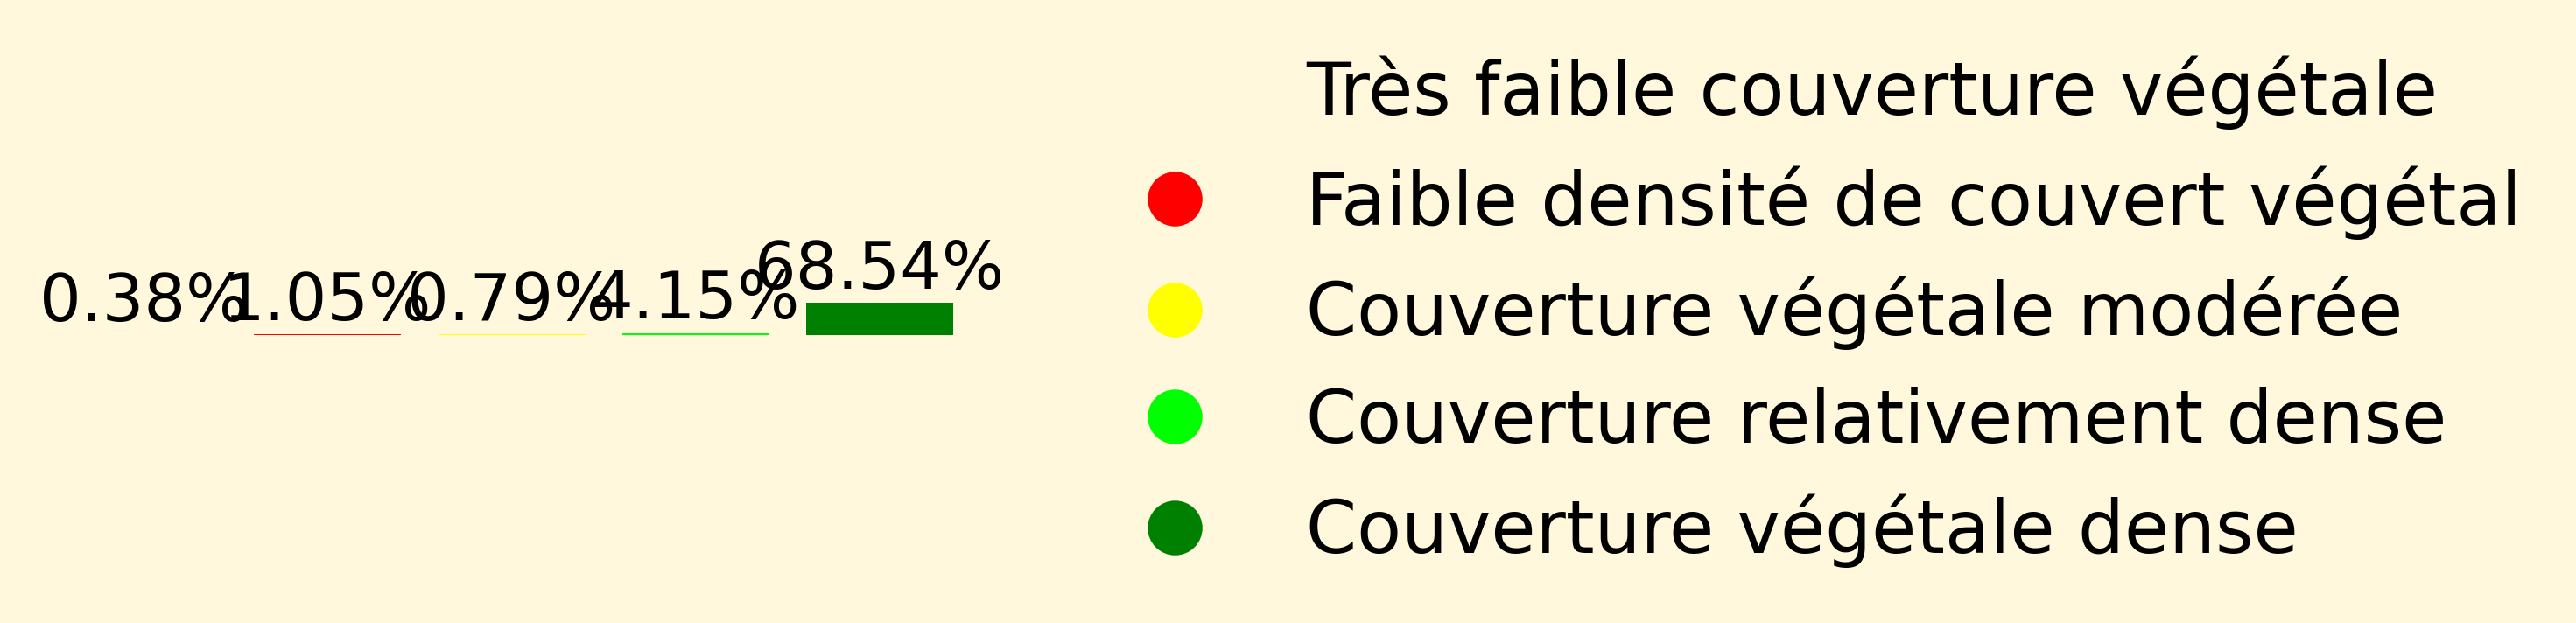 0.38% 1.05% 0.79% 4.15% 68.54%
Très faible couverture végétale
Faible densité de couvert végétal
Couverture végétale modérée
Couverture relativement dense
Couverture végétale dense